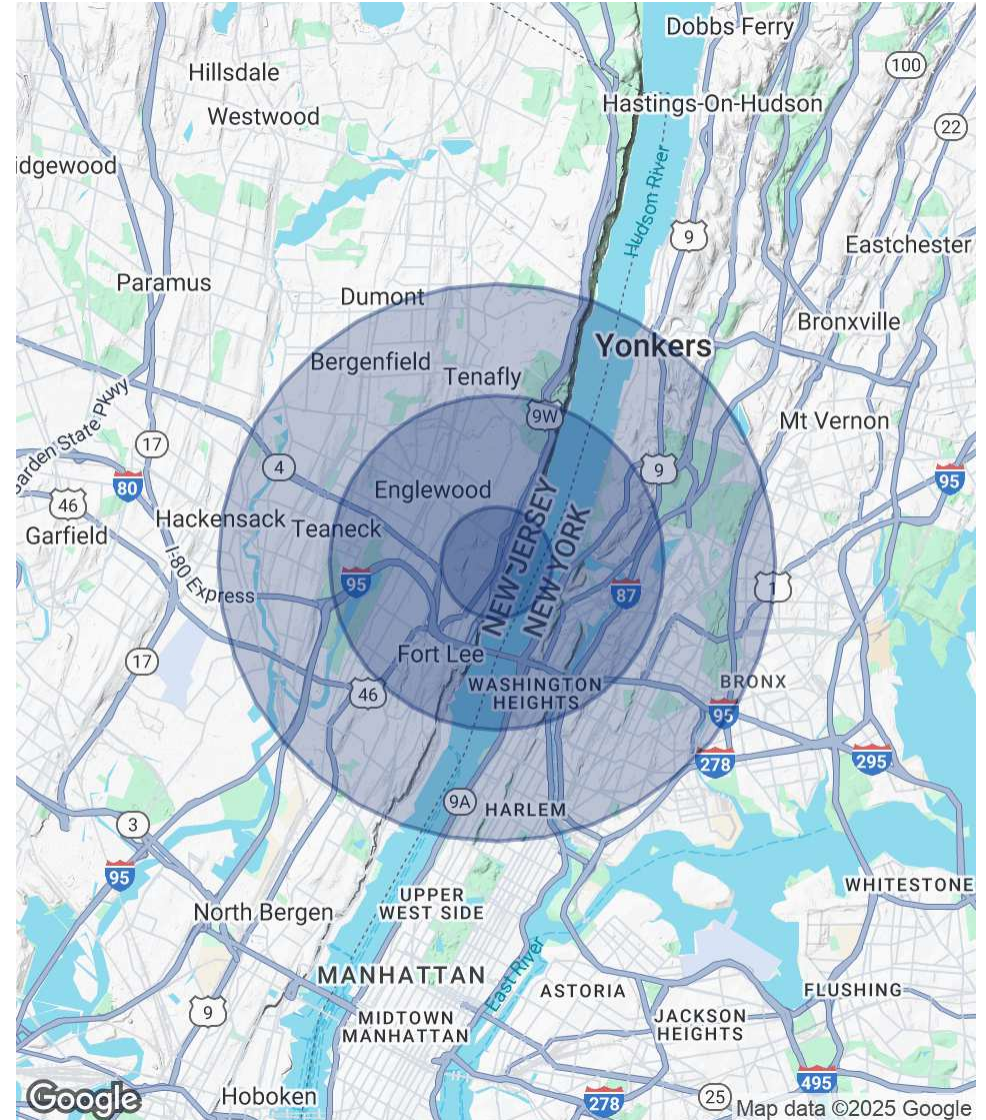 Dobbs Ferry
Hillsdale
100
Westwood
Hastings-On-Hudson
22
idgewood
Hudson River
9
Eastchester
Paramus
Dumont
Bronxville
Yonkers
Bergenfield
Tenafly
9W
Mt Vernon
Garden State Pkwy
17
4
9
95
80
Englewood
46
Hackensack
Teaneck
Garfield
NEW JERSEY
NEW YORK
I-80 Express
95
87
1
Fort Lee
17
46
WASHINGTON
HEIGHTS
BRONX
95
278
295
9A
HARLEM
3
95
UPPER
WEST SIDE
WHITESTONE
North Bergen
MANHATTAN
East River
ASTORIA
FLUSHING
9
MIDTOWN
MANHATTAN
JACKSON
HEIGHTS
495
Google
Hoboken
278
25
Map data ©2025 Google